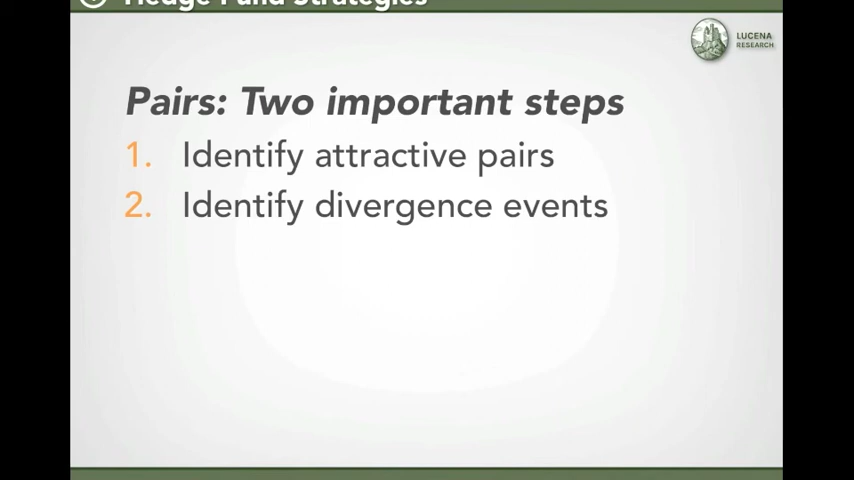 Hedge Fund Strategies
LUCENA
RESEARCH
Pairs: Two important steps
1. Identify attractive pairs
2. Identify divergence events